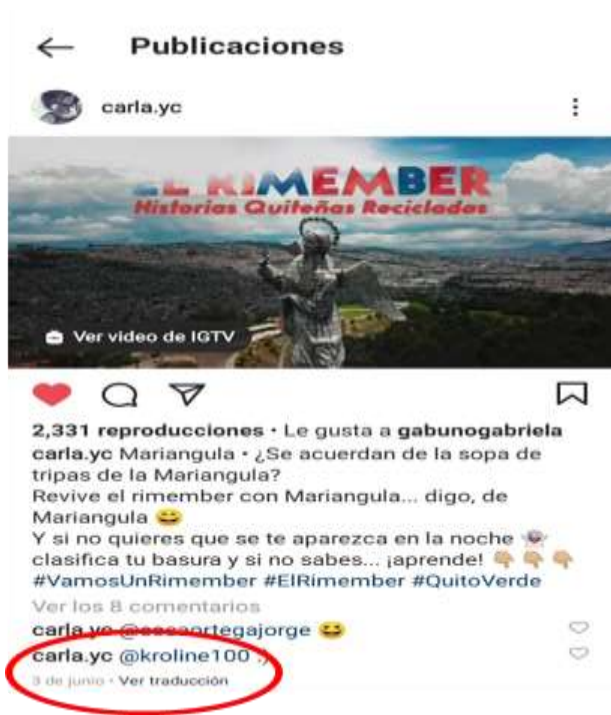 Publicaciones
carla.yc
EL RIMEMBER
Historias Quiteñas Recicladas
Ver video de IGTV
2,331 reproducciones • Le gusta a gabunogabriela
carla.yc Mariangula • ¿Se acuerdan de la sopa de
tripas de la Mariangula?
Revive el rimember con Mariangula... digo, de
Mariangula 😄
Y si no quieres que se te aparezca en la noche 👻
clasifica tu basura y si no sabes... ¡aprende! 👇🏼👇🏼👇🏼
#VamosUnRimember #ElRimember #QuitoVerde
Ver los 8 comentarios
carla.yc 😆
carla.yc @kroline100 :)
3 de junio • Ver traducción